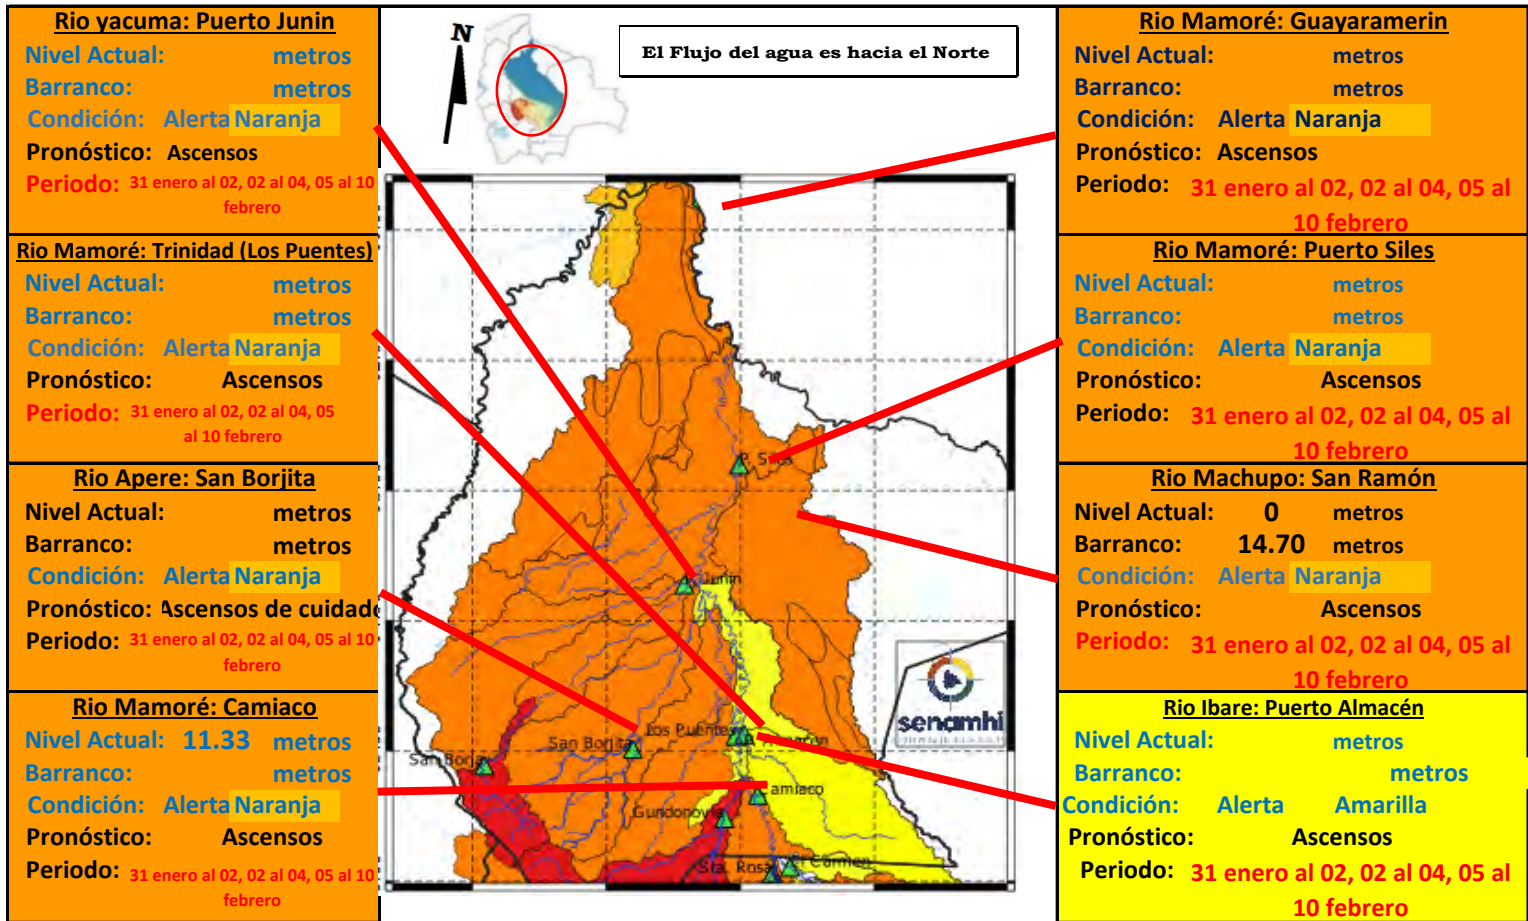 Rio yacuma: Puerto Junin
Nivel Actual: metros
Barranco: metros
Condición: Alerta Naranja
Pronóstico: Ascensos
Periodo: 31 enero al 02, 02 al 04, 05 al 10
febrero
Rio Mamoré: Trinidad (Los Puentes)
Nivel Actual: metros
Barranco: metros
Condición: Alerta Naranja
Pronóstico: Ascensos
Periodo: 31 enero al 02, 02 al 04, 05
al 10 febrero
Rio Apere: San Borjita
Nivel Actual: metros
Barranco: metros
Condición: Alerta Naranja
Pronóstico: Ascensos de cuidado
Periodo: 31 enero al 02, 02 al 04, 05 al 10
febrero
Rio Mamoré: Camiaco
Nivel Actual: 11.33 metros
Barranco: metros
Condición: Alerta Naranja
Pronóstico: Ascensos
Periodo: 31 enero al 02, 02 al 04, 05 al 10
febrero
N
El Flujo del agua es hacia el Norte
P. Siles
Junin
Los Puentes
San Borjita
San Borja
Camiaco
Gundonovia
Sta. Rosa
El Carmen
senamhi
Rio Mamoré: Guayaramerin
Nivel Actual: metros
Barranco: metros
Condición: Alerta Naranja
Pronóstico: Ascensos
Periodo: 31 enero al 02, 02 al 04, 05 al
10 febrero
Rio Mamoré: Puerto Siles
Nivel Actual: metros
Barranco: metros
Condición: Alerta Naranja
Pronóstico: Ascensos
Periodo: 31 enero al 02, 02 al 04, 05 al
10 febrero
Rio Machupo: San Ramón
Nivel Actual: 0 metros
Barranco: 14.70 metros
Condición: Alerta Naranja
Pronóstico: Ascensos
Periodo: 31 enero al 02, 02 al 04, 05 al
10 febrero
Rio Ibare: Puerto Almacén
Nivel Actual: metros
Barranco: metros
Condición: Alerta Amarilla
Pronóstico: Ascensos
Periodo: 31 enero al 02, 02 al 04, 05 al
10 febrero